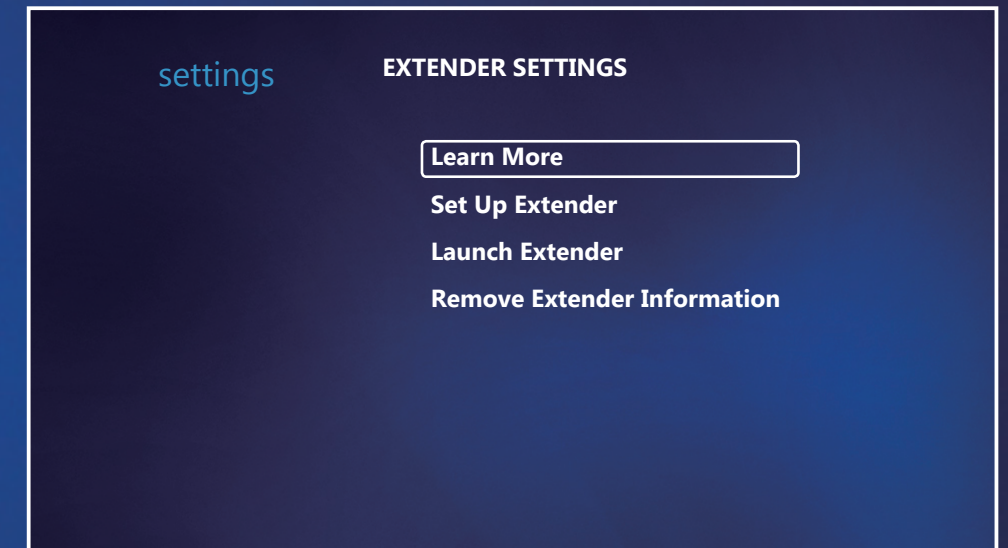 settings
EXTENDER SETTINGS
Learn More
Set Up Extender
Launch Extender
Remove Extender Information